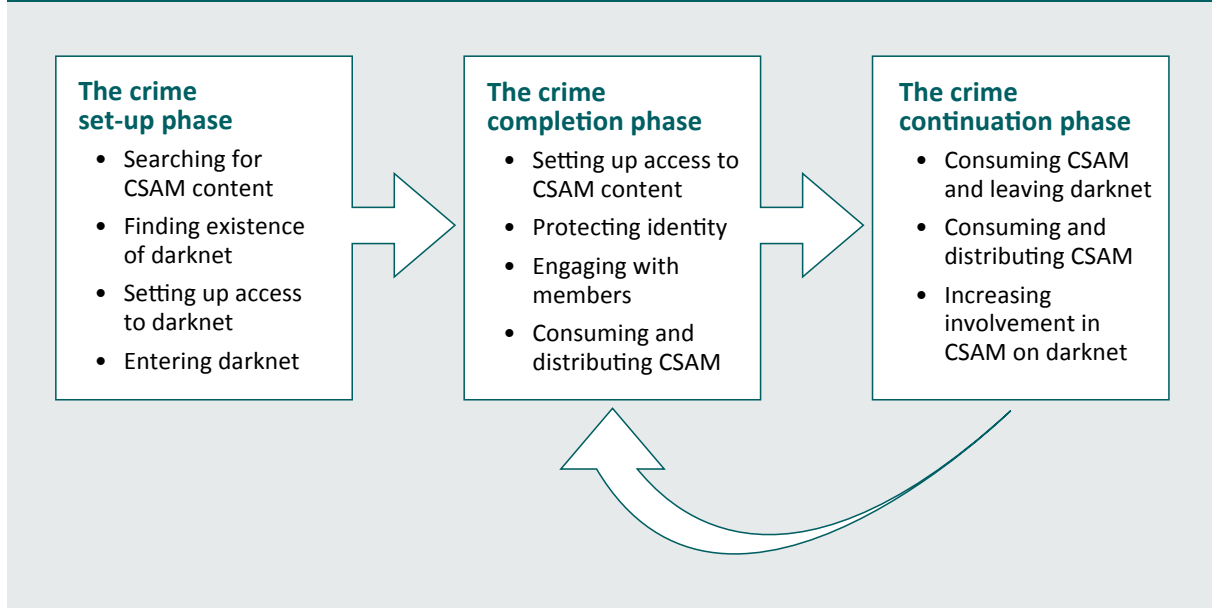 The crime
set-up phase
• Searching for
CSAM content
• Finding existence
of darknet
• Setting up access
to darknet
• Entering darknet
The crime
completion phase
• Setting up access to
CSAM content
• Protecting identity
• Engaging with
members
• Consuming and
distributing CSAM
The crime
continuation phase
• Consuming CSAM
and leaving darknet
• Consuming and
distributing CSAM
• Increasing
involvement in
CSAM on darknet